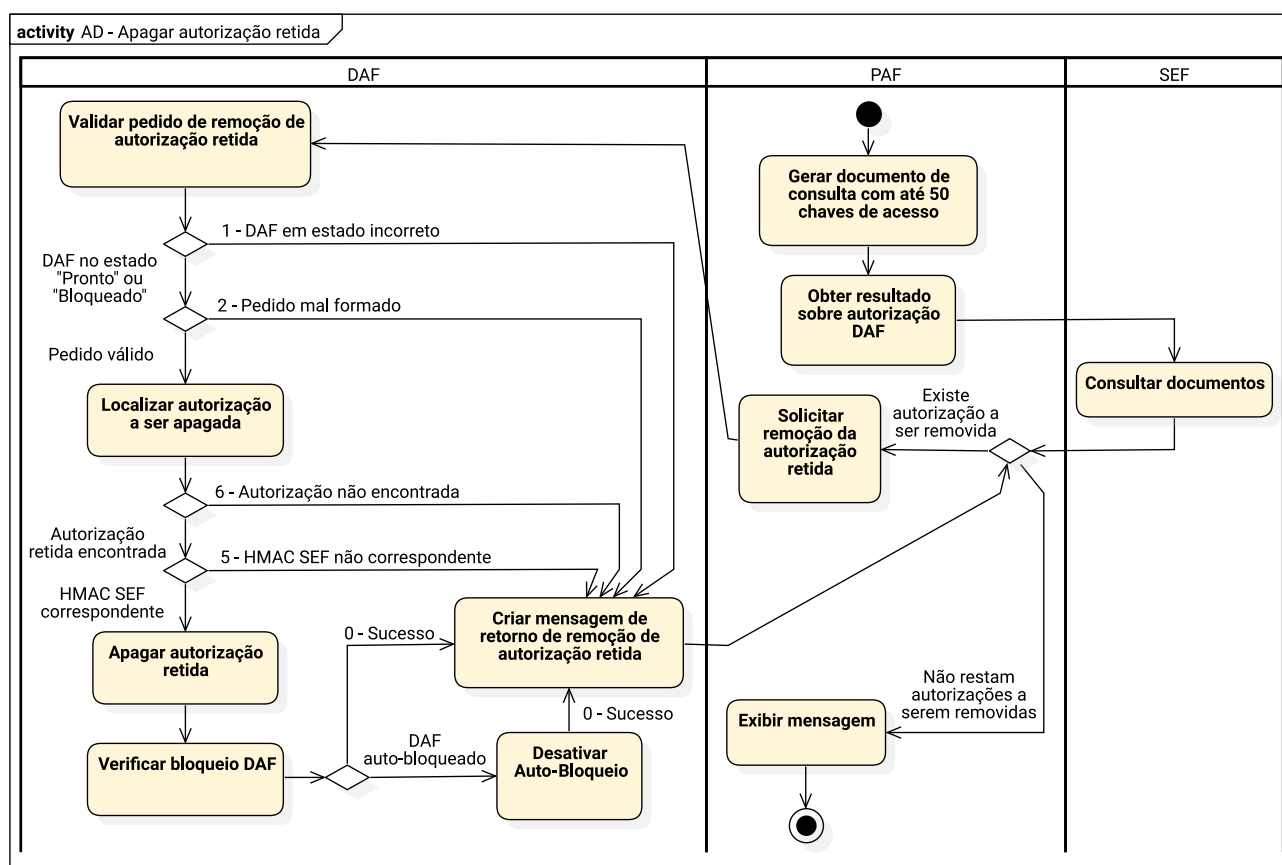 activity AD - Apagar autorização retida
DAF
PAF
SEF
Validar pedido de remoção de
autorização retida
1 - DAF em estado incorreto
DAF no estado
"Pronto" ou
"Bloqueado"
2 - Pedido mal formado
Pedido válido
Localizar autorização
a ser apagada
6 - Autorização não encontrada
Autorização
retida encontrada
5 - HMAC SEF não correspondente
HMAC SEF
correspondente
Apagar autorização
retida
Verificar bloqueio DAF
0 - Sucesso
DAF
auto-bloqueado
Criar mensagem de
retorno de remoção de
autorização retida
0 - Sucesso
Desativar
Auto-Bloqueio
Gerar documento de
consulta com até 50
chaves de acesso
Obter resultado
sobre autorização
DAF
Existe
autorização a
ser removida
Solicitar
remoção da
autorização
retida
Não restam
autorizações a
serem removidas
Exibir mensagem
Consultar documentos